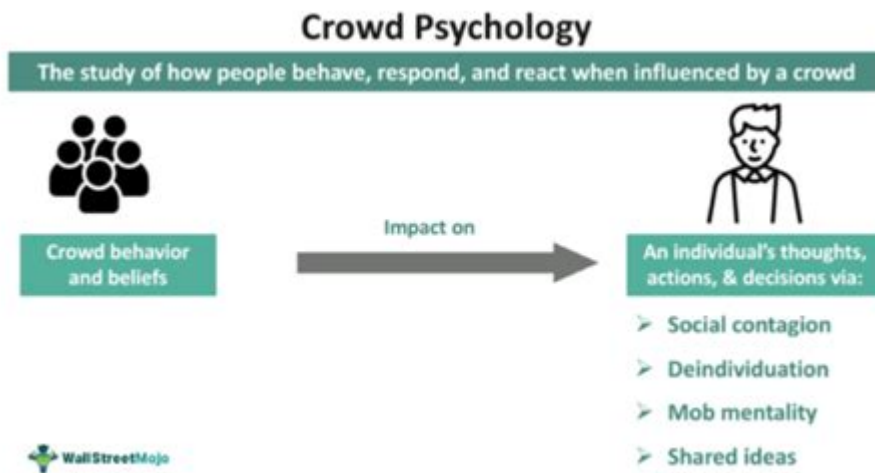 Crowd Psychology
The study of how people behave, respond, and react when influenced by a crowd
Crowd behavior
and beliefs
Impact on
An individual's thoughts,
actions, & decisions via:
Social contagion
Deindividuation
Mob mentality
Shared ideas
WallStreetMojo